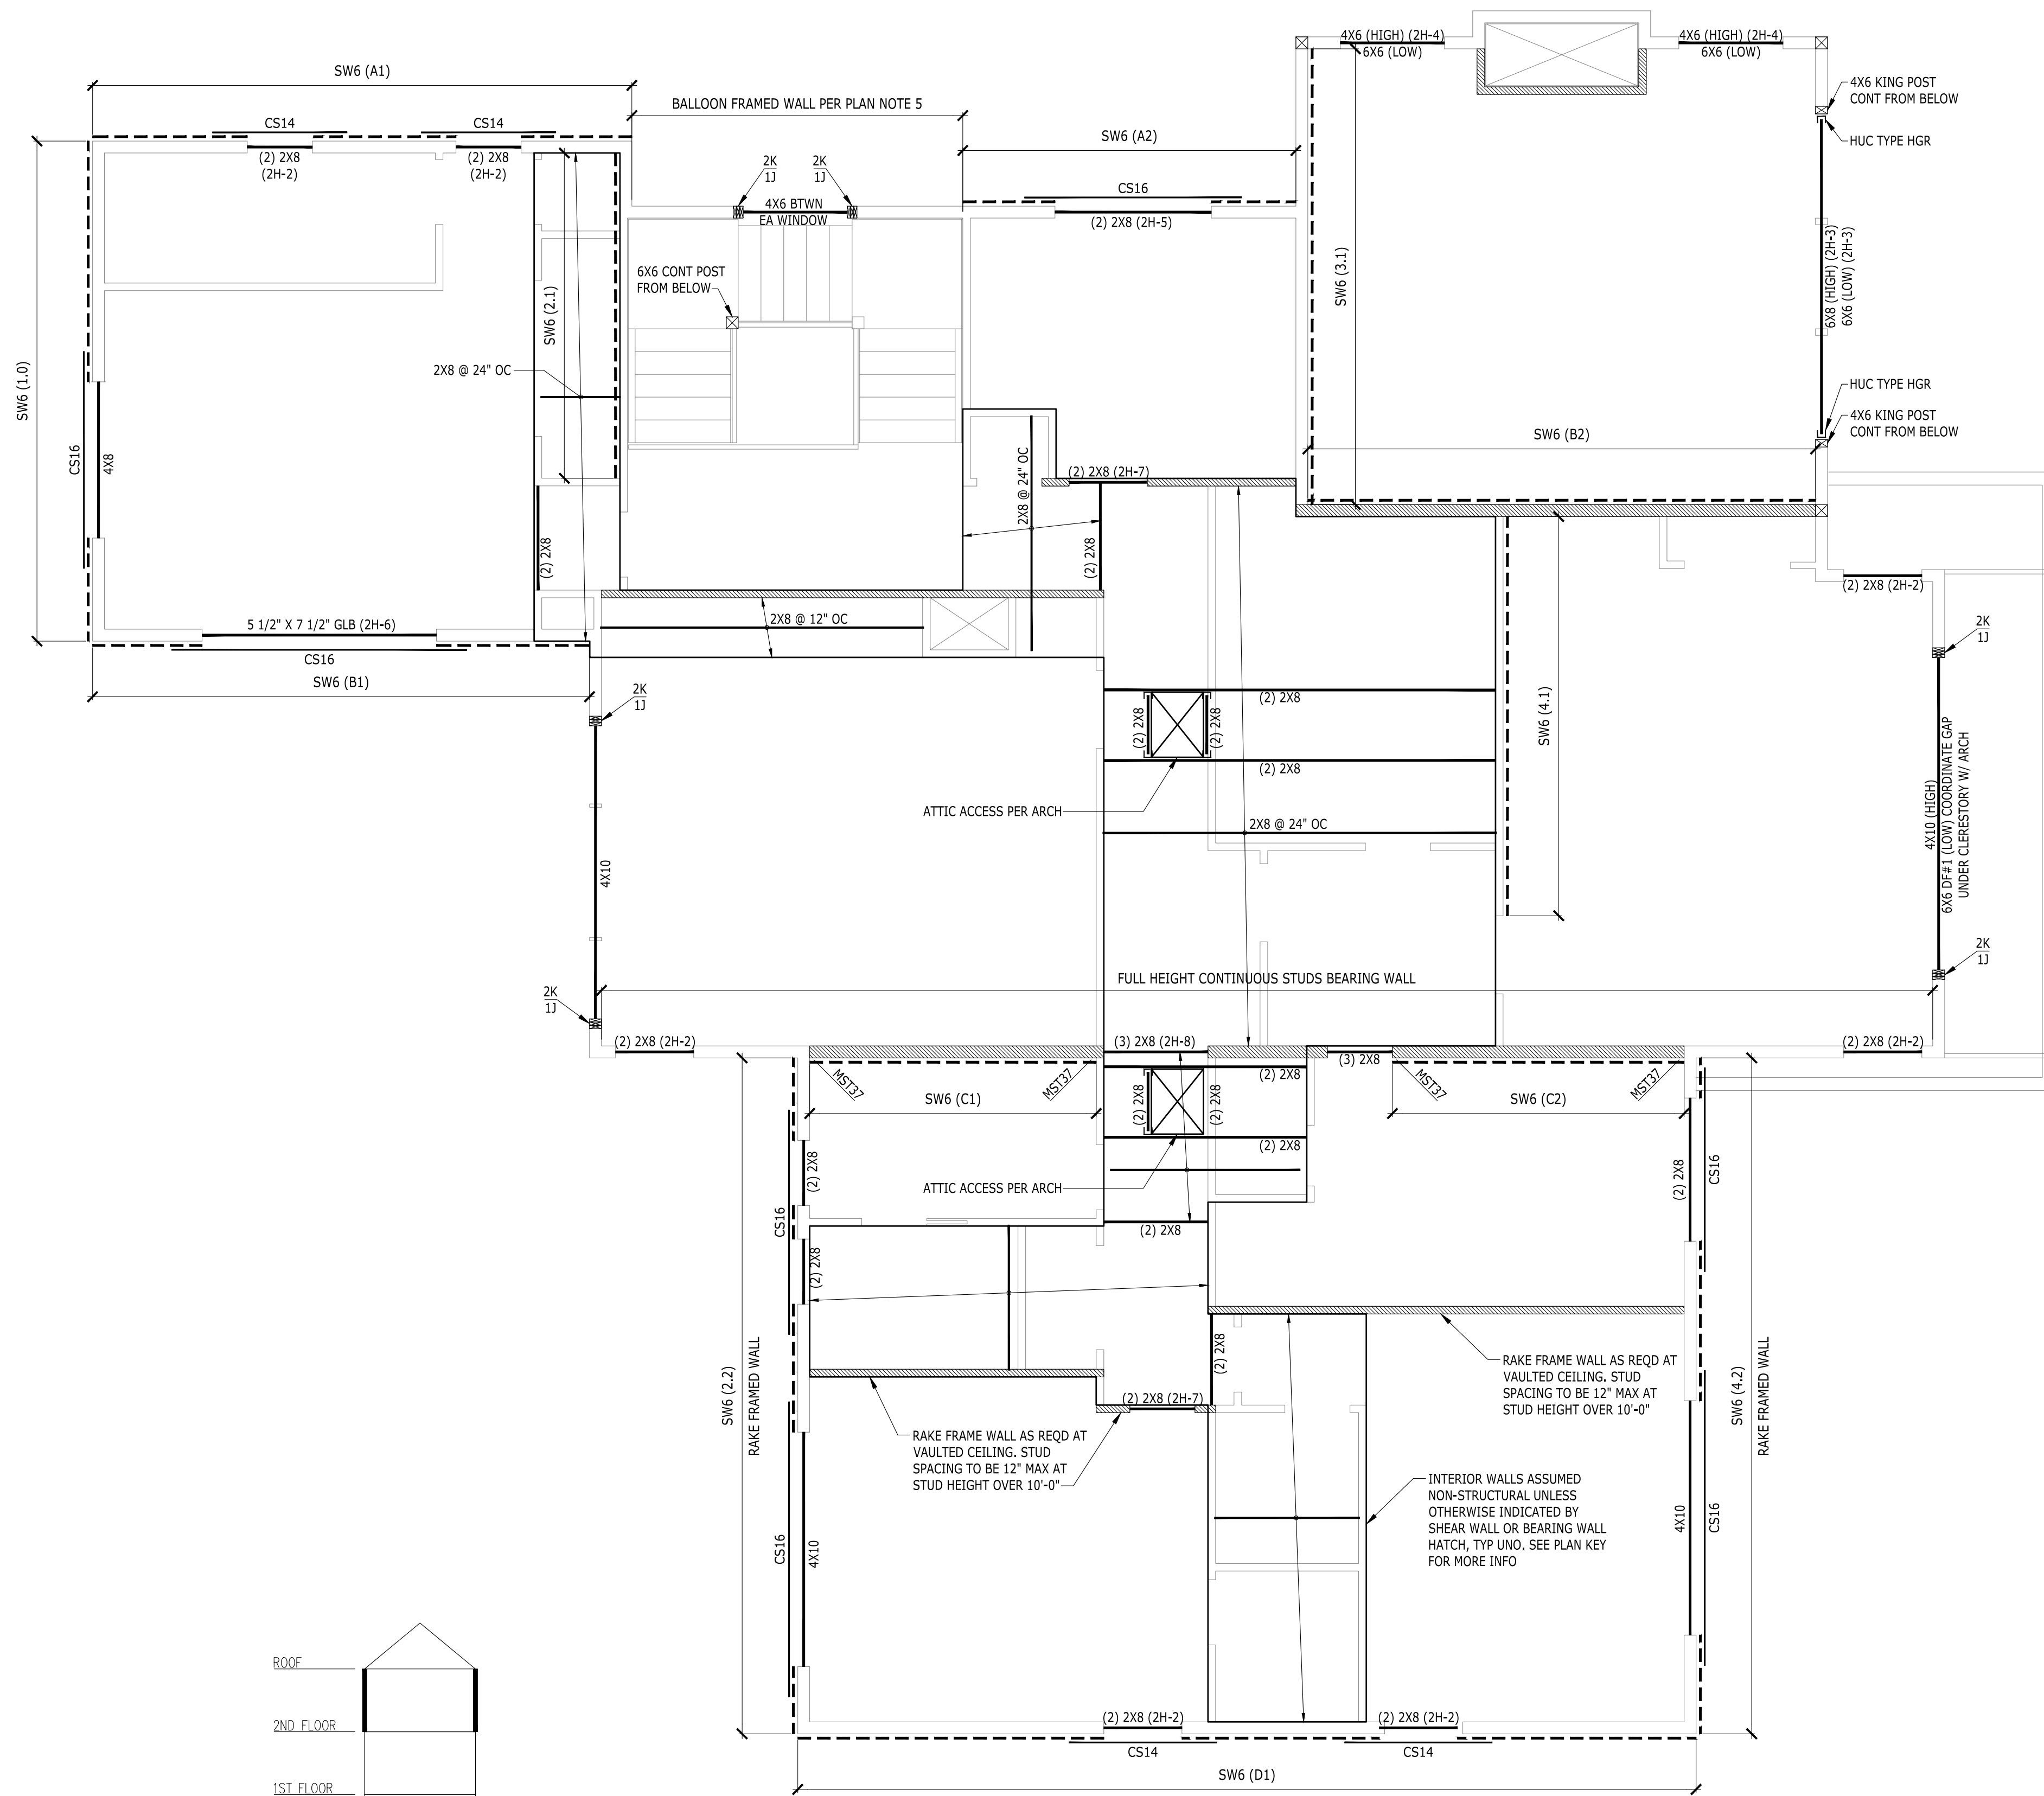 4X6 (HIGH) (2H-4)
6X6 (LOW)
4X6 (HIGH) (2H-4)
6X6 (LOW)
SW6 (A1)
4X6 KING POST
CONT FROM BELOW
BALLOON FRAMED WALL PER PLAN NOTE 5
CS14
CS14
SW6 (A2)
HUC TYPE HGR
(2) 2X8
(2H-2)
(2) 2X8
(2H-2)
2K
1J
2K
1J
CS16
4X6 BTWN
EA WINDOW
(2) 2X8 (2H-5)
6X8 (HIGH) (2H-3)
6X6 (LOW) (2H-3)
SW6 (3.1)
6X6 CONT POST
FROM BELOW
SW6 (2.1)
2X8 @ 24" OC
SW6 (1.0)
HUC TYPE HGR
4X6 KING POST
CONT FROM BELOW
SW6 (B2)
CS16
4X8
2X8 @ 24" OC
(2) 2X8 (2H-7)
(2) 2X8
(2) 2X8
(2) 2X8 (2H-2)
5 1/2" X 7 1/2" GLB (2H-6)
2X8 @ 12" OC
2K
1J
CS16
SW6 (B1)
2K
1J
(2) 2X8
(2) 2X8
(2) 2X8
(2) 2X8
SW6 (4.1)
ATTIC ACCESS PER ARCH
2X8 @ 24" OC
4X10 (HIGH)
6X6 DF#1 (LOW) COORDINATE GAP
UNDER CLERESTORY W/ ARCH
4X10
2K
1J
FULL HEIGHT CONTINUOUS STUDS BEARING WALL
2K
1J
(2) 2X8 (2H-2)
(3) 2X8 (2H-8)
(3) 2X8
(2) 2X8 (2H-2)
MST37
MST37
(2) 2X8
MST37
MST37
SW6 (C1)
(2) 2X8
(2) 2X8
SW6 (C2)
(2) 2X8
(2) 2X8
(2) 2X8
CS16
ATTIC ACCESS PER ARCH
CS16
(2) 2X8
(2) 2X8
(2) 2X8
RAKE FRAME WALL AS REQD AT
VAULTED CEILING. STUD
SPACING TO BE 12" MAX AT
STUD HEIGHT OVER 10'-0"
SW6 (2.2)
RAKE FRAMED WALL
(2) 2X8 (2H-7)
SW6 (4.2)
RAKE FRAMED WALL
RAKE FRAME WALL AS REQD AT
VAULTED CEILING. STUD
SPACING TO BE 12" MAX AT
STUD HEIGHT OVER 10'-0"
INTERIOR WALLS ASSUMED
NON-STRUCTURAL UNLESS
OTHERWISE INDICATED BY
SHEAR WALL OR BEARING WALL
HATCH, TYP UNO. SEE PLAN KEY
FOR MORE INFO
CS16
4X10
4X10
CS16
ROOF
2ND FLOOR
1ST FLOOR
(2) 2X8 (2H-2)
(2) 2X8 (2H-2)
CS14
CS14
SW6 (D1)